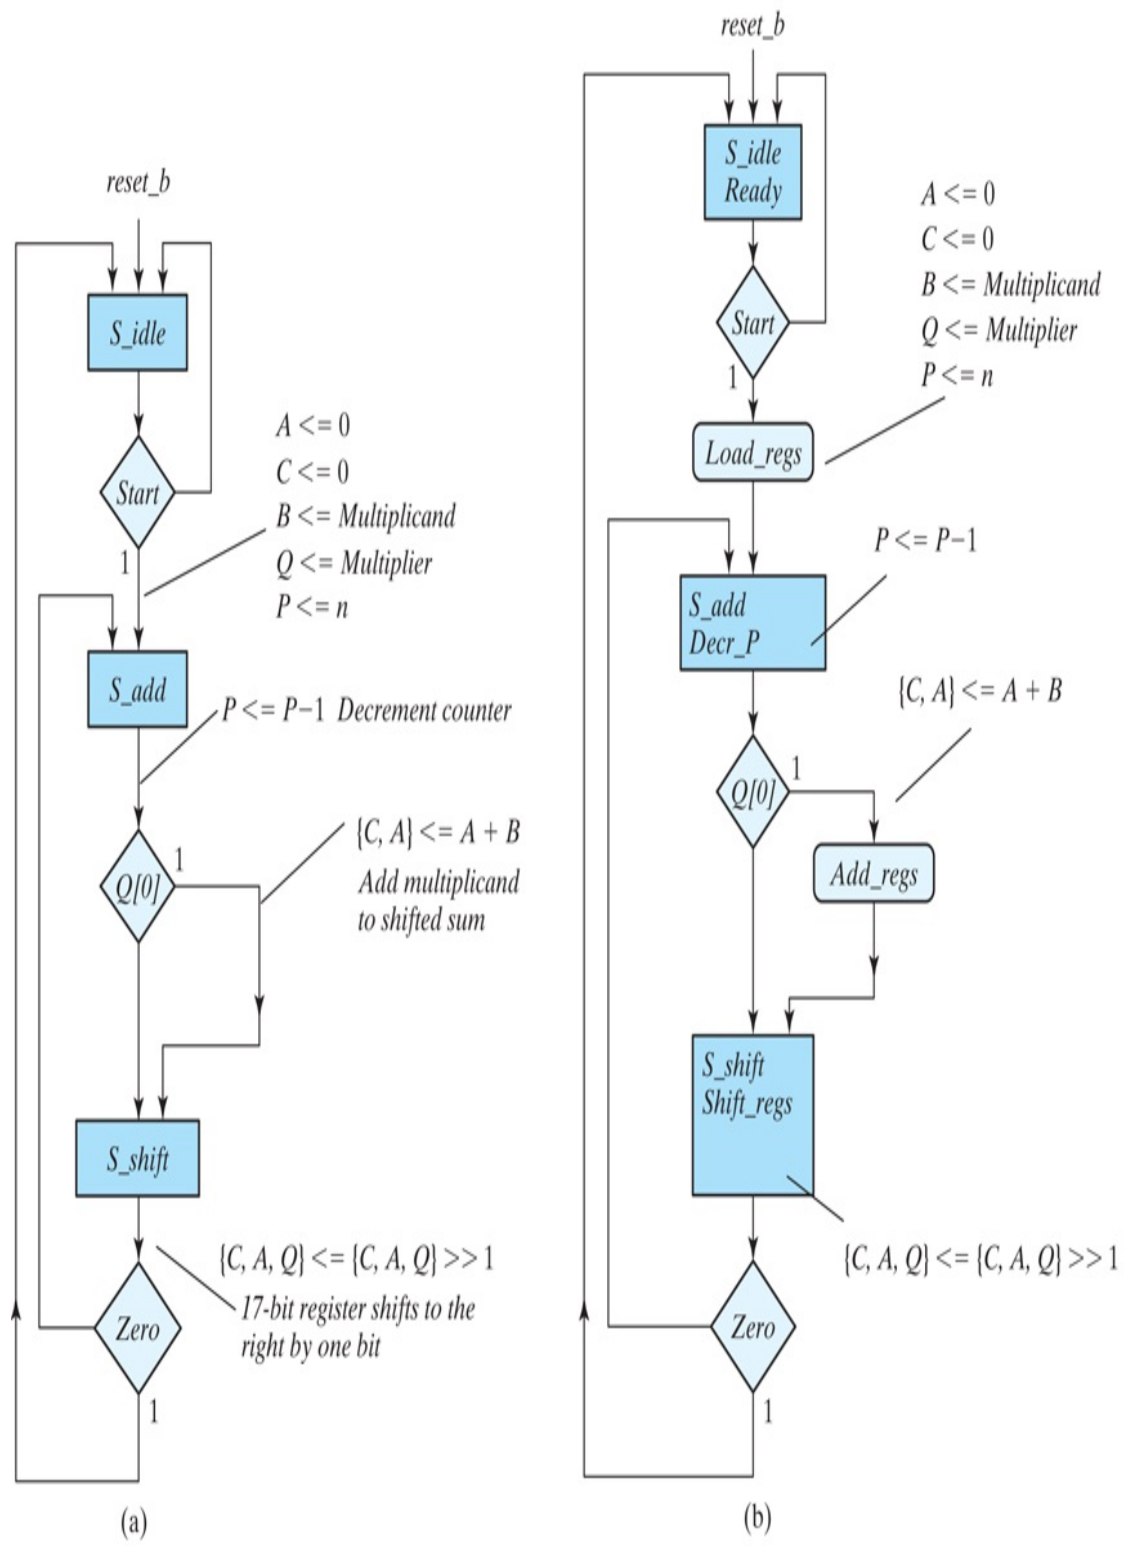 reset_b
S_idle
Start
1
A <= 0
C <= 0
B <= Multiplicand
Q <= Multiplier
P <= n
S_add
P <= P−1 Decrement counter
Q[0]
1
{C, A} <= A + B
Add multiplicand
to shifted sum
S_shift
{C, A, Q} <= {C, A, Q} >> 1
17-bit register shifts to the
right by one bit
Zero
1
(a)
reset_b
S_idle
Ready
Start
1
A <= 0
C <= 0
B <= Multiplicand
Q <= Multiplier
P <= n
Load_regs
P <= P−1
S_add
Decr_P
{C, A} <= A + B
Q[0]
1
Add_regs
S_shift
Shift_regs
{C, A, Q} <= {C, A, Q} >> 1
Zero
1
(b)